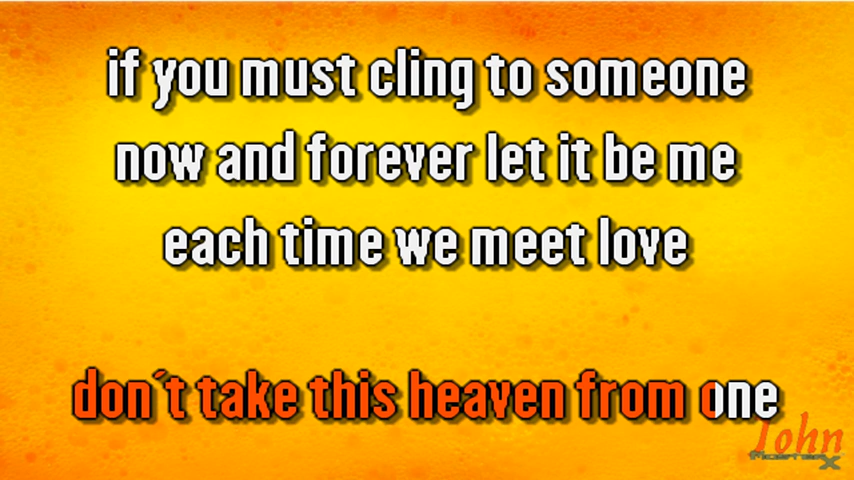 if you must cling to someone
now and forever let it be me
each time we meet love
don´t take this heaven from one
John